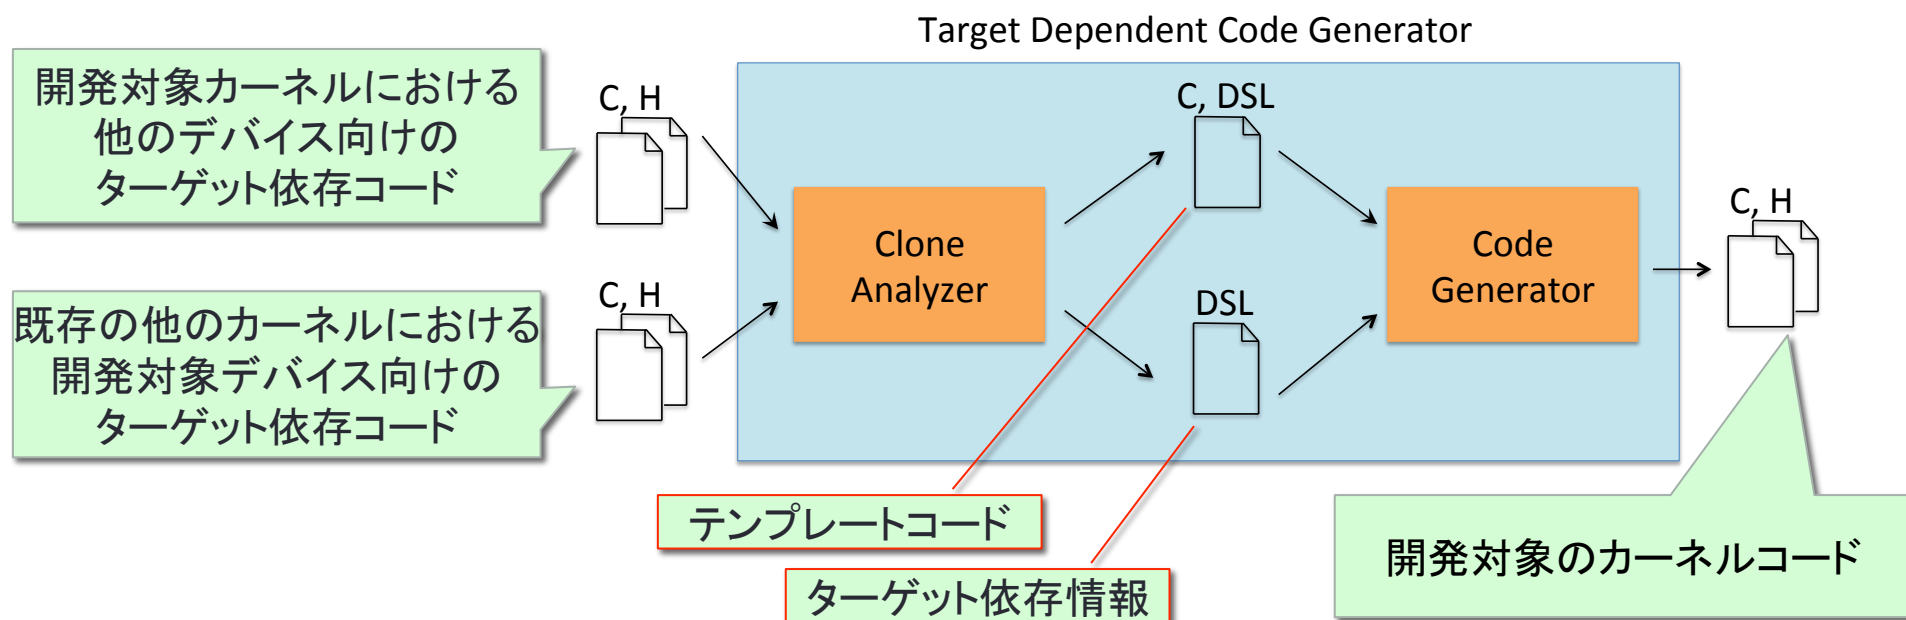 Target Dependent Code Generator
開発対象カーネルにおける
他のデバイス向けの
ターゲット依存コード
C, H
C, DSL
Clone
Analyzer
Code
Generator
C, H
既存の他のカーネルにおける
開発対象デバイス向けの
ターゲット依存コード
C, H
DSL
テンプレートコード
ターゲット依存情報
開発対象のカーネルコード